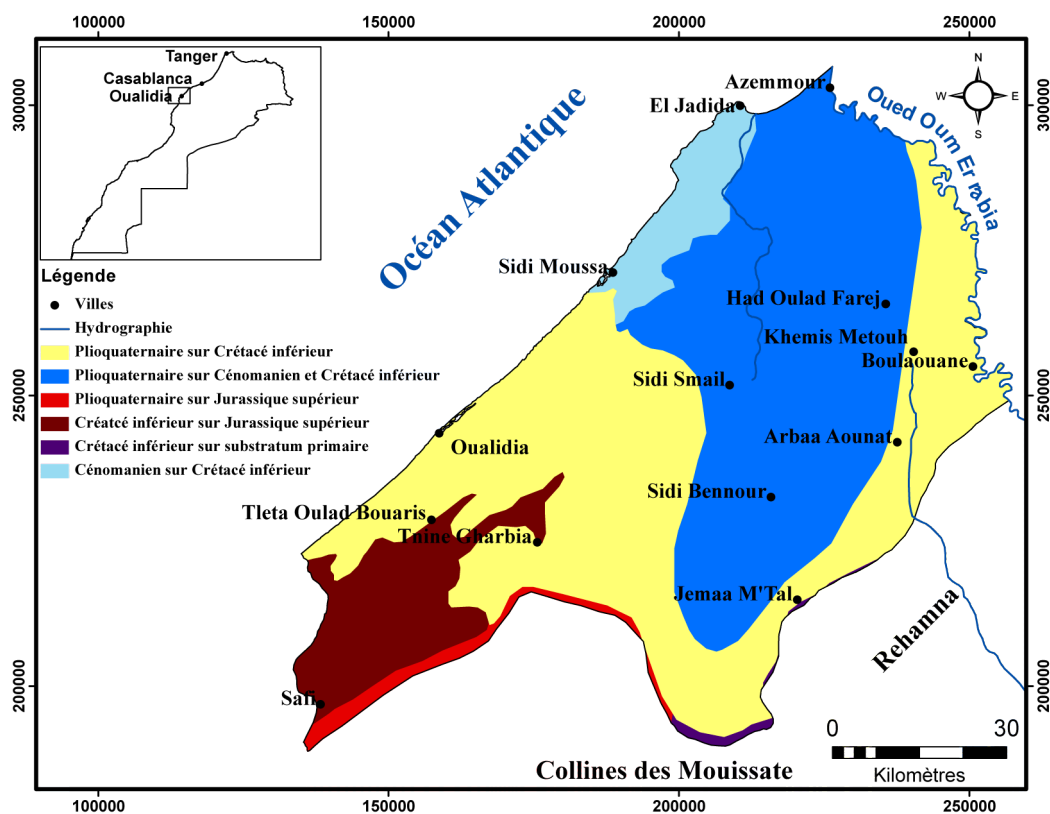 100000 150000 200000 250000
Tanger
Casablanca
Oualidia
Azemmour
El Jadida
N
W E
S
300000 300000
Oued Oum Errabia
Océan Atlantique
Sidi Moussa
Légende
Villes
Hydrographie
Plioquaternaire sur Crétacé inférieur
Plioquaternaire sur Cénomanien et Crétacé inférieur
Plioquaternaire sur Jurassique supérieur
Créatcé inférieur sur Jurassique supérieur
Crétacé inférieur sur substratum primaire
Cénomanien sur Crétacé inférieur
Had Oulad Farej
Khemis Metouh
Boulaouane
Sidi Smail
250000 250000
Arbaa Aounat
Oualidia
Sidi Bennour
Tleta Oulad Bouaris
Tnine Gharbia
Jemaa M'Tal
Rehamna
Safi
200000 200000
0 30
Kilomètres
Collines des Mouissate
100000 150000 200000 250000